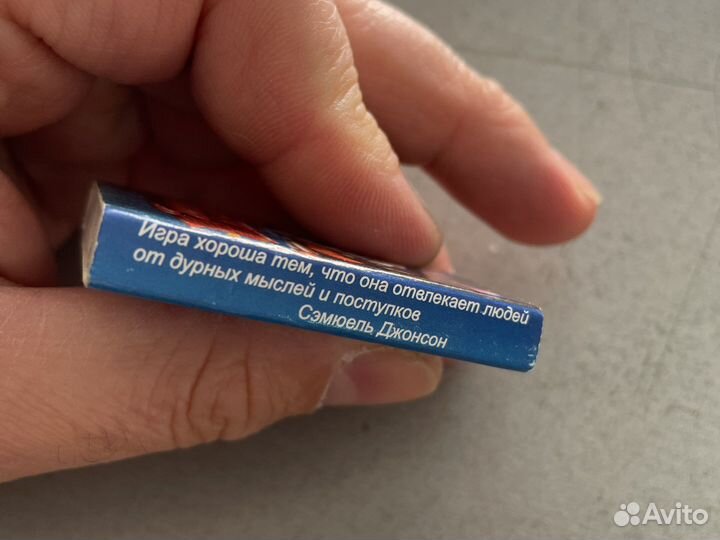 Игра хороша тем, что она отвлекает людей
от дурных мыслей и поступков
Сэмюель Джонсон
Avito